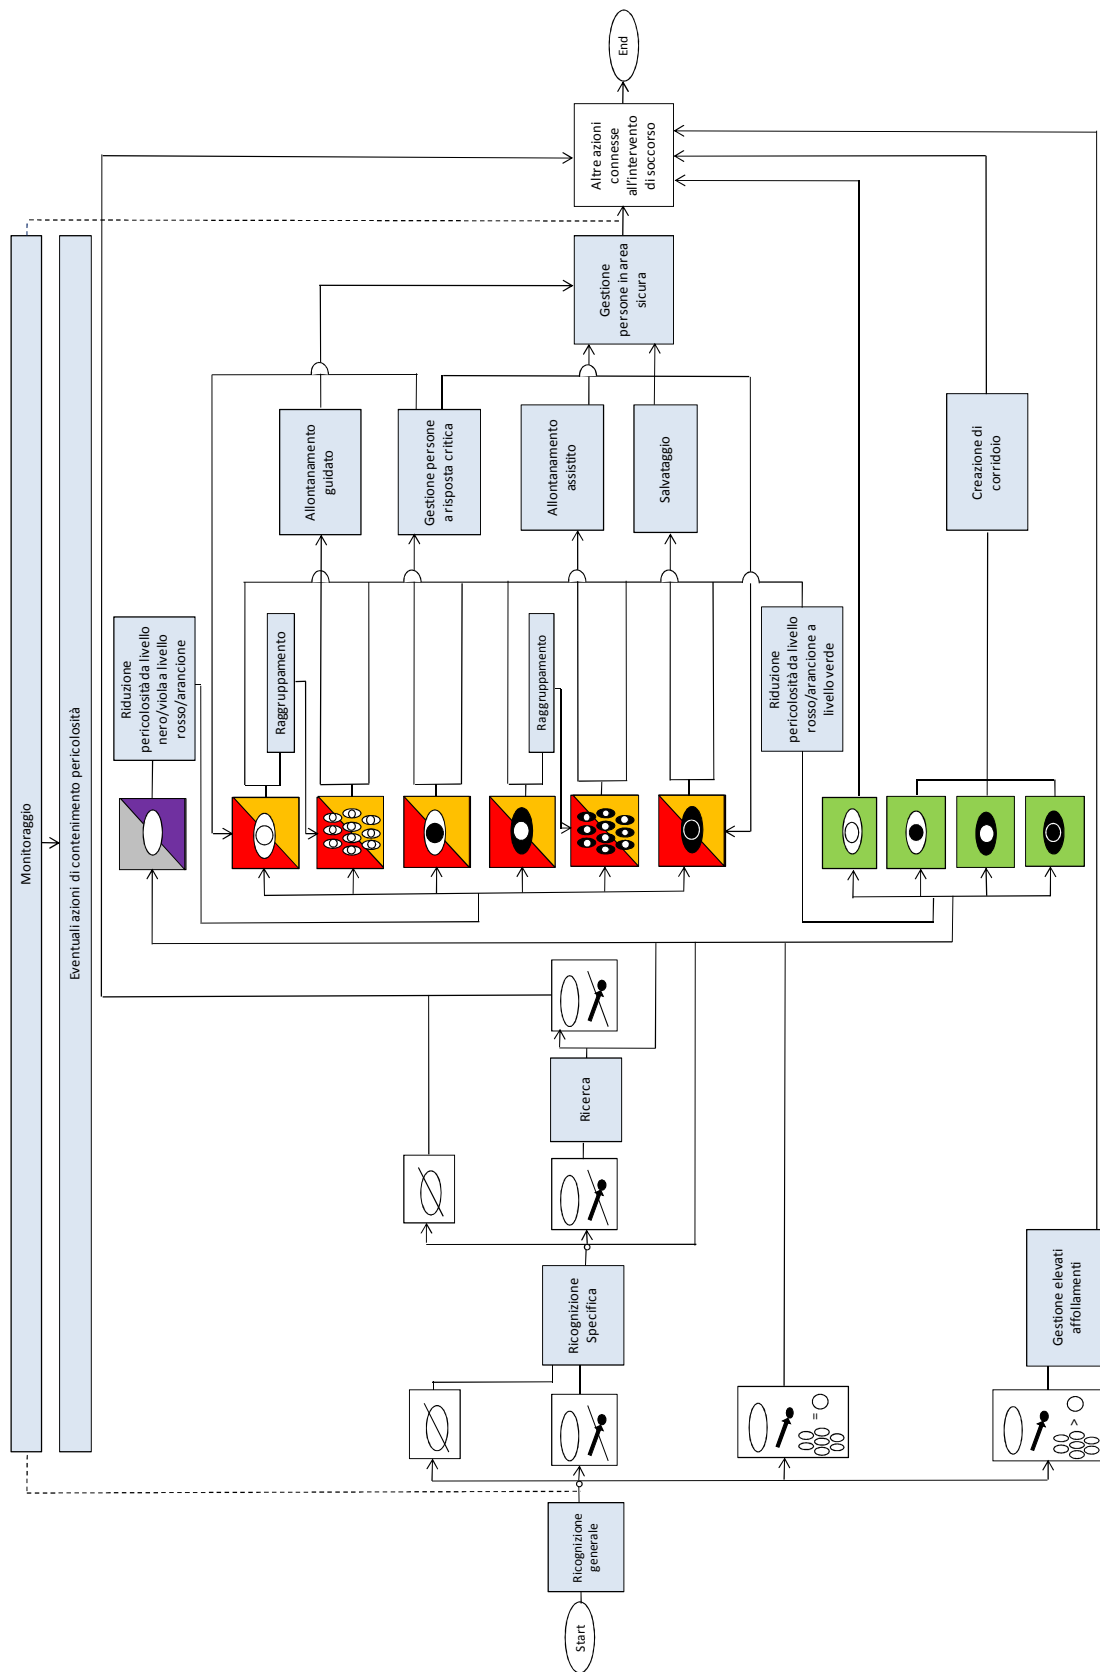 Start
Ricognizione
generale
Ricognizione
Specifica
Ricerca
=
>
Gestione elevati
affollamenti
Monitoraggio
Eventuali azioni di contenimento pericolosità
Riduzione
pericolosità da livello
nero/viola a livello
rosso/arancione
Raggruppamento
Raggruppamento
Riduzione
pericolosità da livello
rosso/arancione a
livello verde
Allontanamento
guidato
Gestione persone
a risposta critica
Allontanamento
assistito
Salvataggio
Creazione di
corridoio
Gestione
persone in area
sicura
Altre azioni
connesse
all'intervento
di soccorso
End